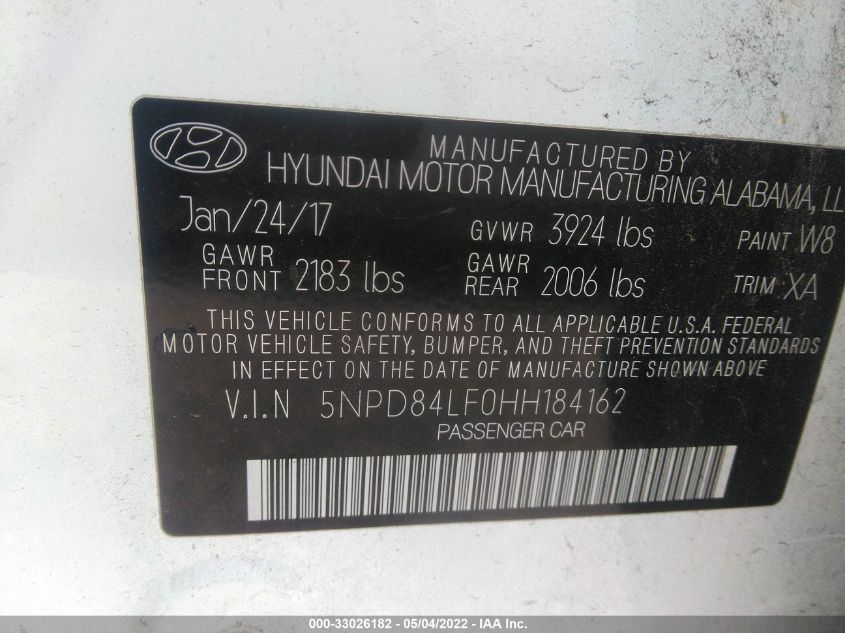 MANUFACTURED BY
HYUNDAI MOTOR MANUFACTURING ALABAMA, LL
Jan/24/17 GVWR 3924 lbs PAINT W8
GAWR FRONT 2183 lbs GAWR REAR 2006 lbs TRIM XA
THIS VEHICLE CONFORMS TO ALL APPLICABLE U.S.A. FEDERAL
MOTOR VEHICLE SAFETY, BUMPER, AND THEFT PREVENTION STANDARDS
IN EFFECT ON THE DATE OF MANUFACTURE SHOWN ABOVE
V.I.N 5NPD84LF0HH184162
PASSENGER CAR
000-33026182 - 05/04/2022 - IAA Inc.